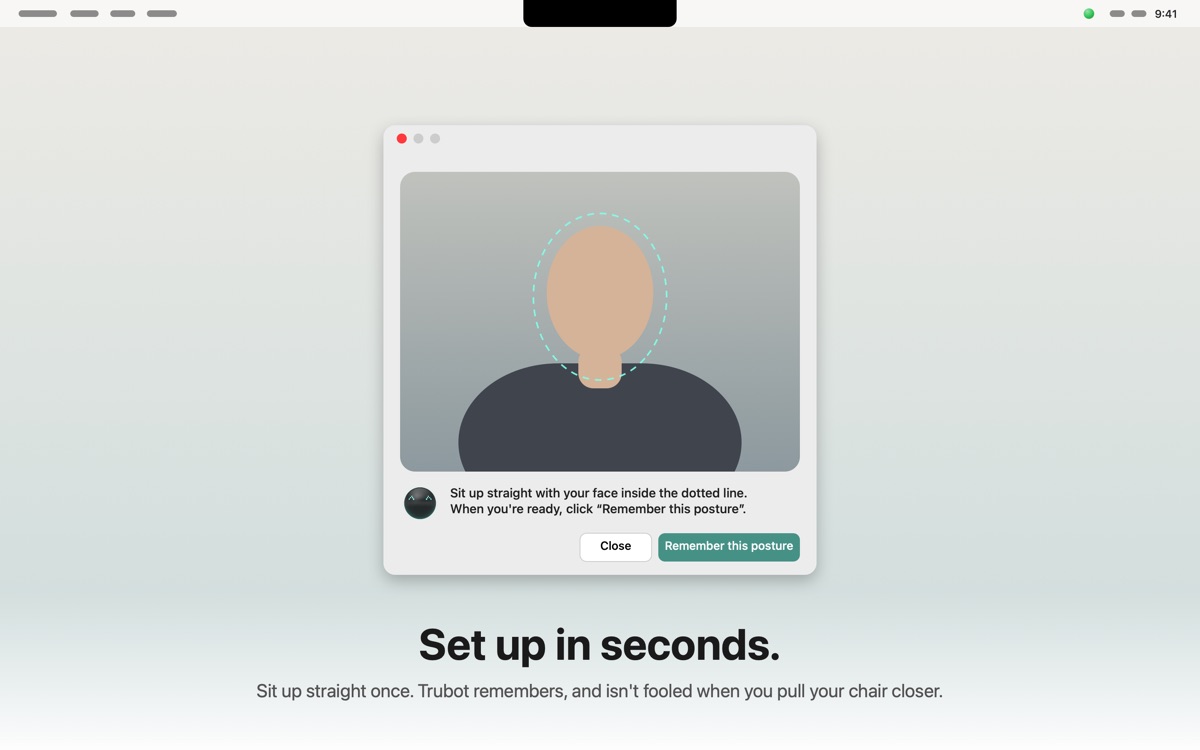 9:41
Sit up straight with your face inside the dotted line.
When you're ready, click “Remember this posture”.
Close
Remember this posture
Set up in seconds.
Sit up straight once. Trubot remembers, and isn't fooled when you pull your chair closer.